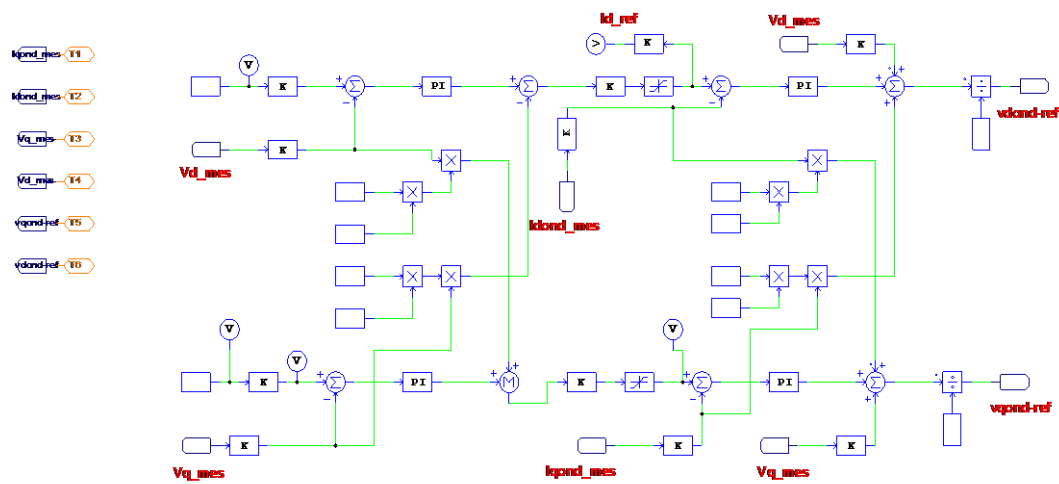 Id_ref
Vd_mes
Iqond_mes T1
V
V
K
K
K
PI
K
PI
vdond-ref
Idond_mes T2
Vq_mes T3
K
K
Vd_mes
Vd_mes T4
Idond_mes
vqond-ref T5
vdond-ref T6
V
V
V
K
PI
M
K
PI
vqond-ref
K
K
K
Vq_mes
Iqond_mes
Vq_mes